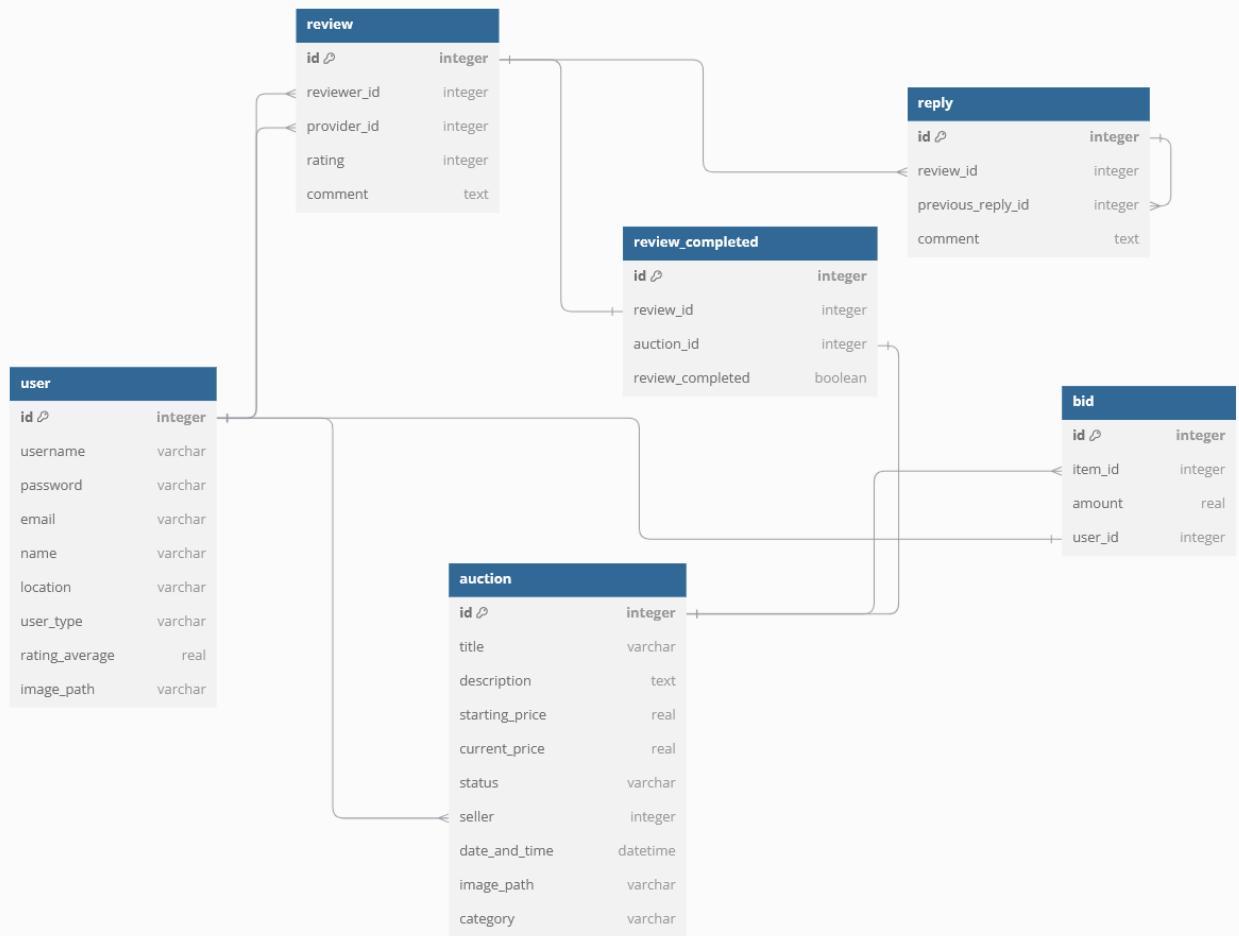 review
id integer
reviewer_id integer
provider_id integer
rating integer
comment text
reply
id integer
review_id integer
previous_reply_id integer
comment text
review_completed
id integer
review_id integer
auction_id integer
review_completed boolean
user
id integer
username varchar
password varchar
email varchar
name varchar
location varchar
user_type varchar
rating_average real
image_path varchar
bid
id integer
item_id integer
amount real
user_id integer
auction
id integer
title varchar
description text
starting_price real
current_price real
status varchar
seller integer
date_and_time datetime
image_path varchar
category varchar